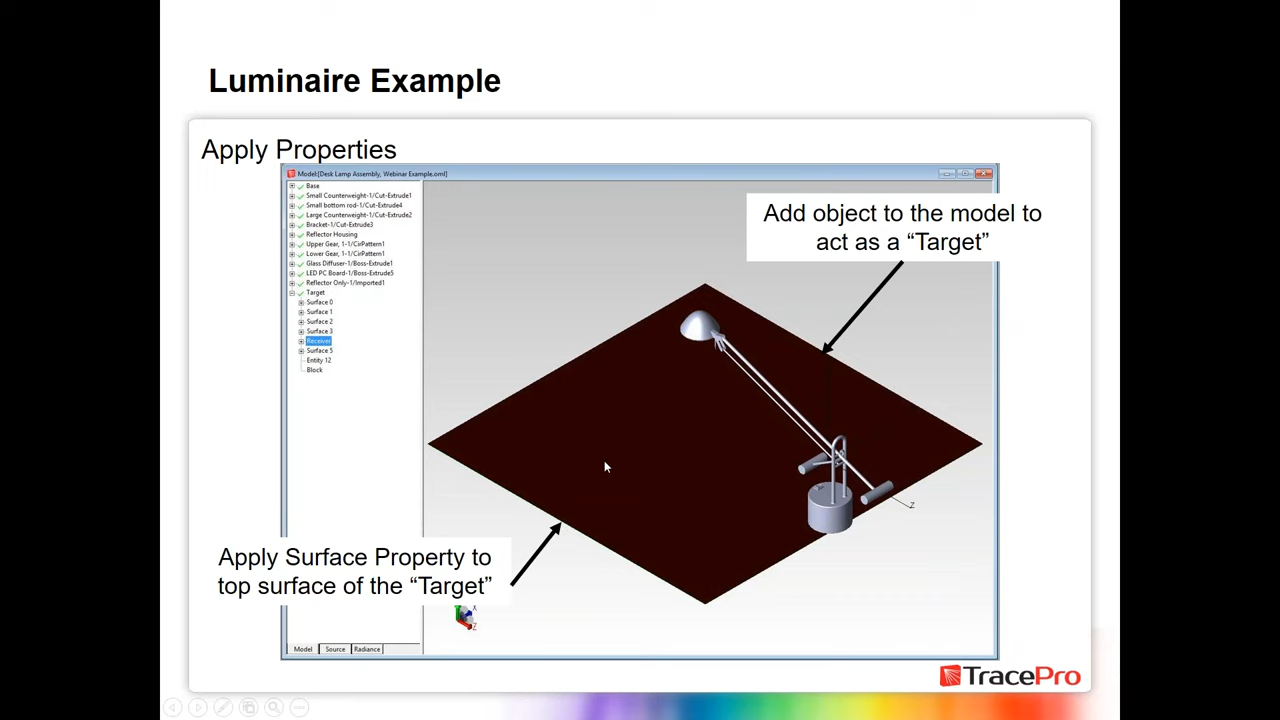 Luminaire Example
Apply Properties
Model:[Desk Lamp Assembly, Webinar Example.oml]
Base
Small Counterweight-1/Cut-Extrude1
Small bottom rod-1/Cut-Extrude4
Large Counterweight-1/Cut-Extrude2
Bracket-1/Cut-Extrude3
Reflector Housing
Upper Gear, 1-1/CirPattern1
Lower Gear, 1-1/CirPattern1
Glass Diffuser-1/Boss-Extrude1
LED PC Board-1/Boss-Extrude5
Reflector Only-1/Imported1
Target
Surface 0
Surface 1
Surface 2
Surface 3
Receiver
Surface 5
Entity 12
Block
Add object to the model to
act as a “Target”
Z
Apply Surface Property to
top surface of the “Target”
X
Z
Model Source Radiance
TracePro